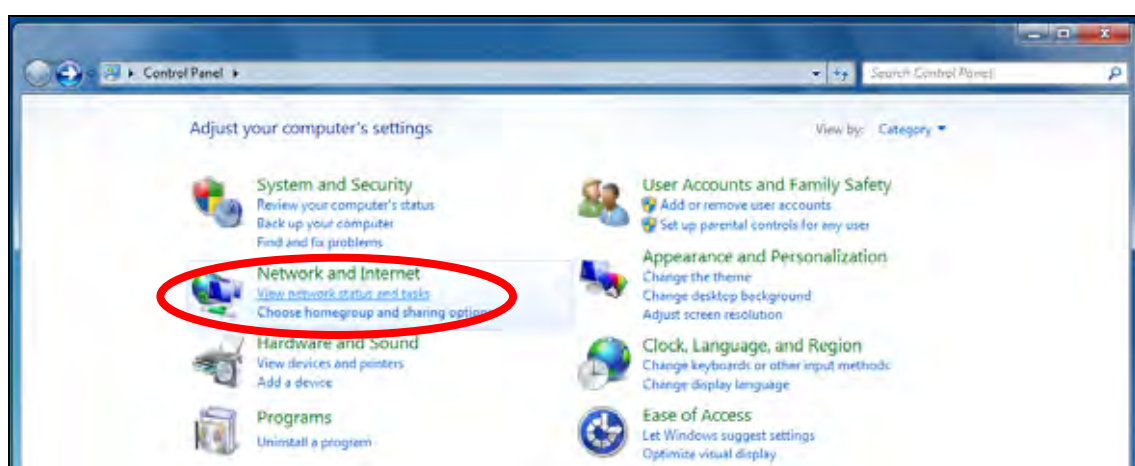 Control Panel
Search Control Panel
Adjust your computer's settings
View by: Category
System and Security
Review your computer's status
Back up your computer
Find and fix problems
Network and Internet
View network status and tasks
Choose homegroup and sharing options
Hardware and Sound
View devices and printers
Add a device
Programs
Uninstall a program
User Accounts and Family Safety
Add or remove user accounts
Set up parental controls for any user
Appearance and Personalization
Change the theme
Change desktop background
Adjust screen resolution
Clock, Language, and Region
Change keyboards or other input methods
Change display language
Ease of Access
Let Windows suggest settings
Optimize visual display